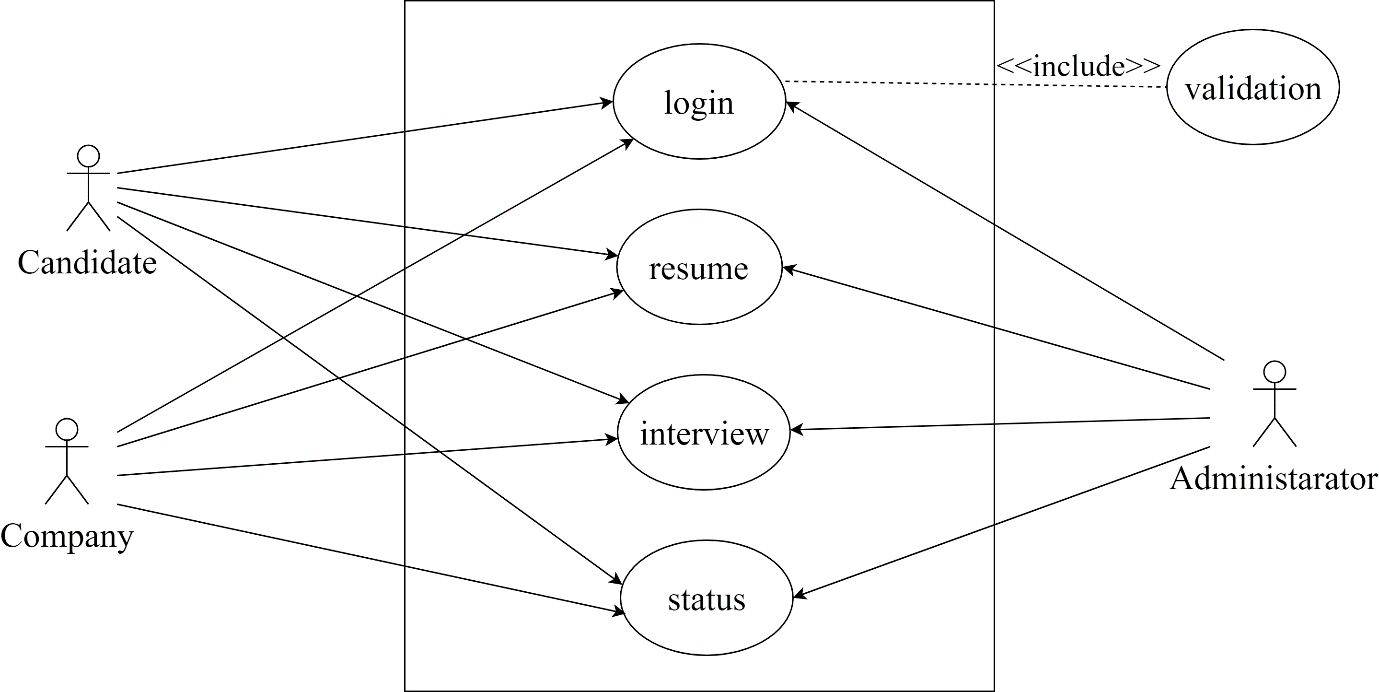 login
<<include>>
validation
resume
Candidate
interview
Administarator
Company
status